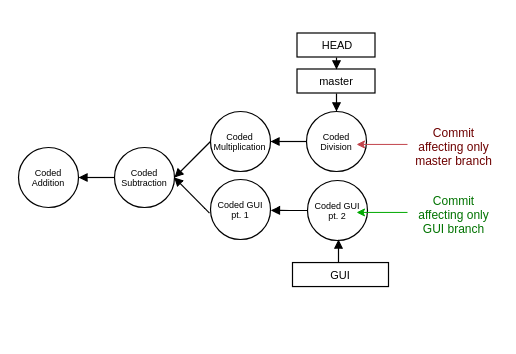 HEAD
master
Coded
Addition
Coded
Subtraction
Coded
Multiplication
Coded
Division
Commit
affecting only
master branch
Coded GUI
pt. 1
Coded GUI
pt. 2
Commit
affecting only
GUI branch
GUI